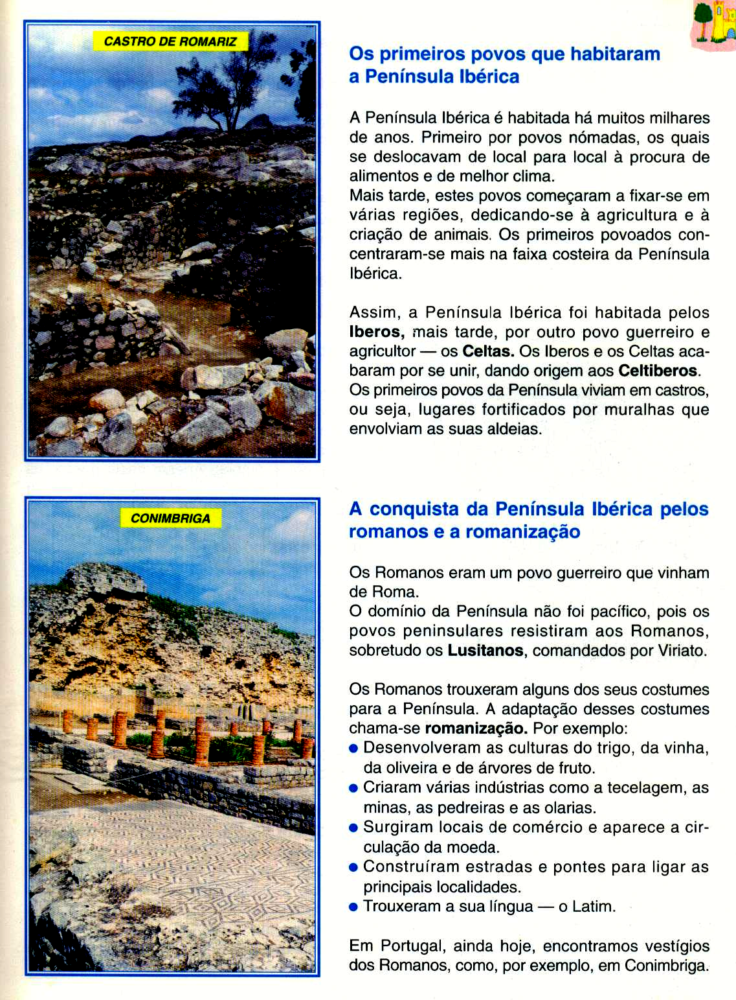 CASTRO DE ROMARIZ
Os primeiros povos que habitaram
a Península Ibérica
A Península Ibérica é habitada há muitos milhares
de anos. Primeiro por povos nómadas, os quais
se deslocavam de local para local à procura de
alimentos e de melhor clima.
Mais tarde, estes povos começaram a fixar-se em
várias regiões, dedicando-se à agricultura e à
criação de animais. Os primeiros povoados con-
centraram-se mais na faixa costeira da Península
Ibérica.
Assim, a Península Ibérica foi habitada pelos
Iberos, mais tarde, por outro povo guerreiro e
agricultor — os Celtas. Os Iberos e os Celtas aca-
baram por se unir, dando origem aos Celtiberos.
Os primeiros povos da Península viviam em castros,
ou seja, lugares fortificados por muralhas que
envolviam as suas aldeias.
CONIMBRIGA
A conquista da Península Ibérica pelos
romanos e a romanização
Os Romanos eram um povo guerreiro que vinham
de Roma.
O domínio da Península não foi pacífico, pois os
povos peninsulares resistiram aos Romanos,
sobretudo os Lusitanos, comandados por Viriato.
Os Romanos trouxeram alguns dos seus costumes
para a Península. A adaptação desses costumes
chama-se romanização. Por exemplo:
● Desenvolveram as culturas do trigo, da vinha,
da oliveira e de árvores de fruto.
● Criaram várias indústrias como a tecelagem, as
minas, as pedreiras e as olarias.
● Surgiram locais de comércio e aparece a cir-
culação da moeda.
● Construíram estradas e pontes para ligar as
principais localidades.
● Trouxeram a sua língua — o Latim.
Em Portugal, ainda hoje, encontramos vestígios
dos Romanos, como, por exemplo, em Conimbriga.